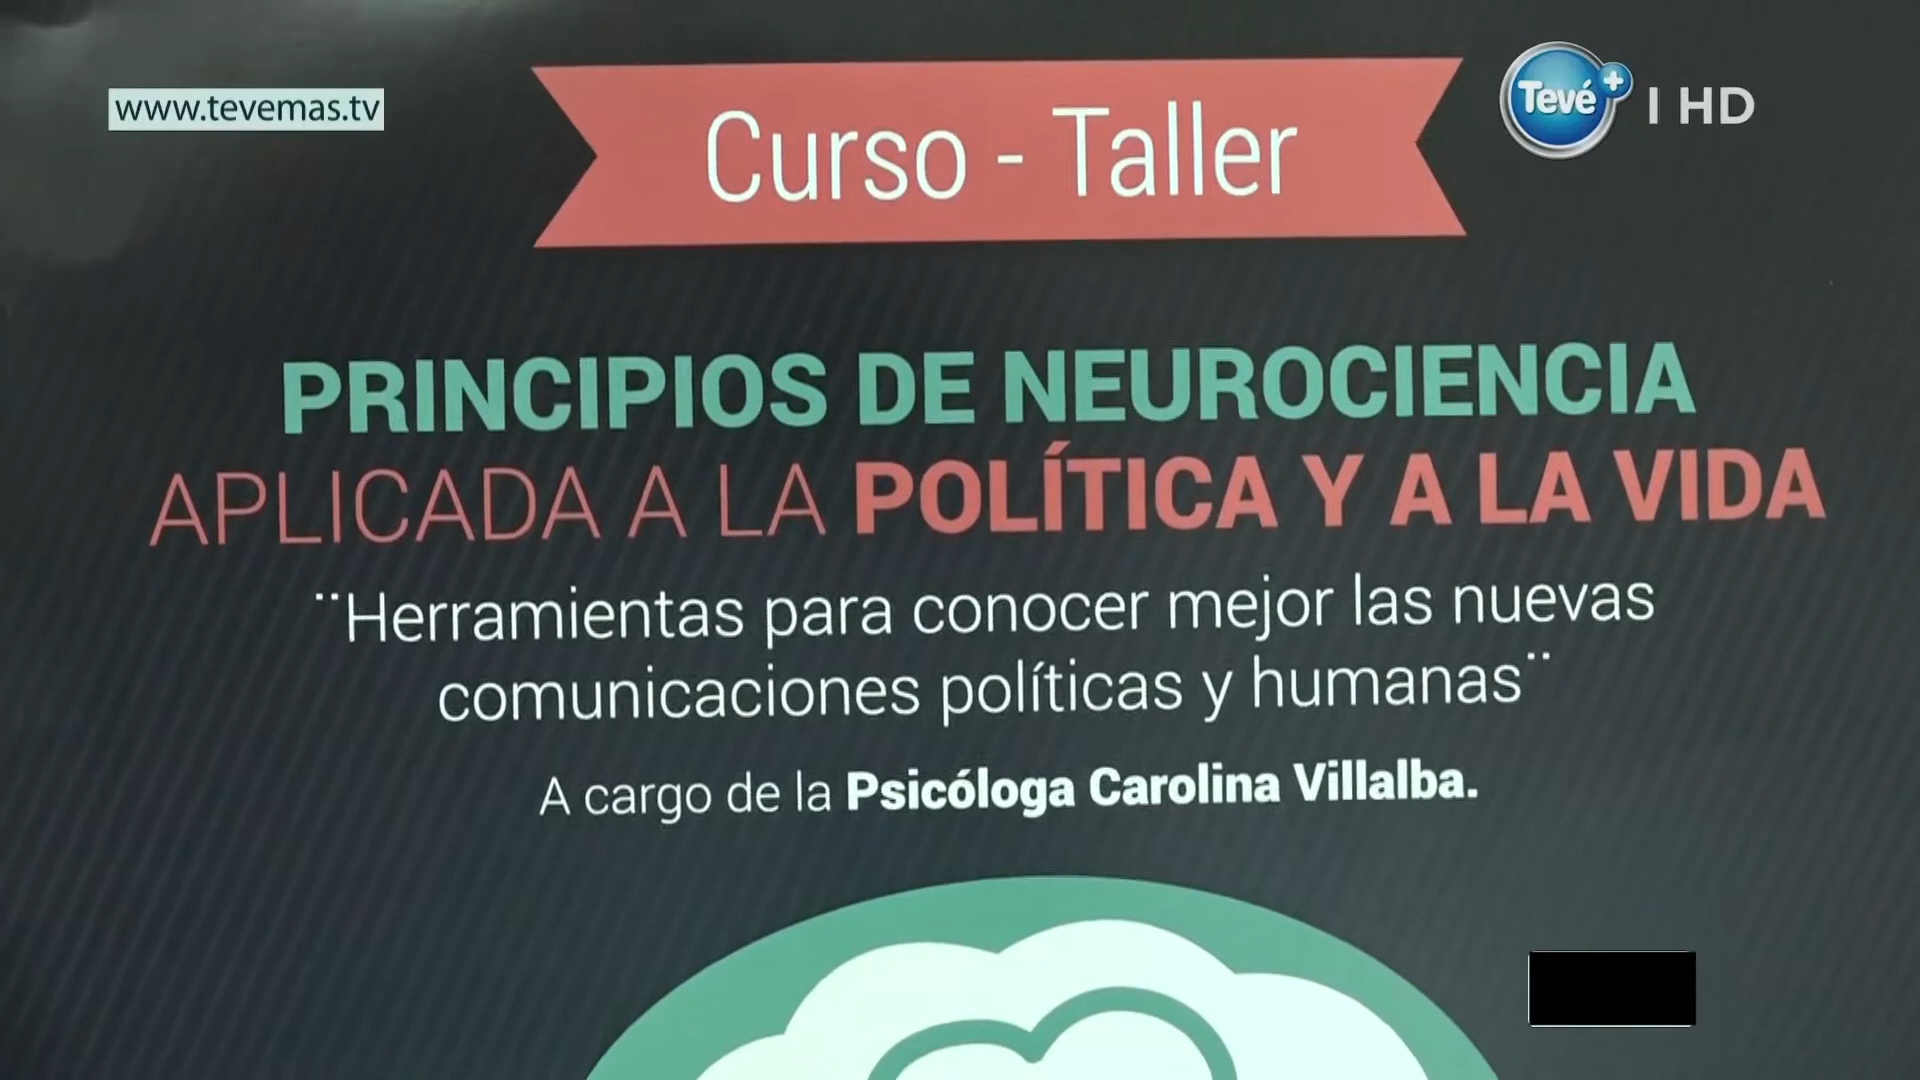 www.tevemas.tv
Tevé+ | HD
Curso - Taller
PRINCIPIOS DE NEUROCIENCIA
APLICADA A LA POLÍTICA Y A LA VIDA
¨Herramientas para conocer mejor las nuevas
comunicaciones políticas y humanas¨
A cargo de la Psicóloga Carolina Villalba.